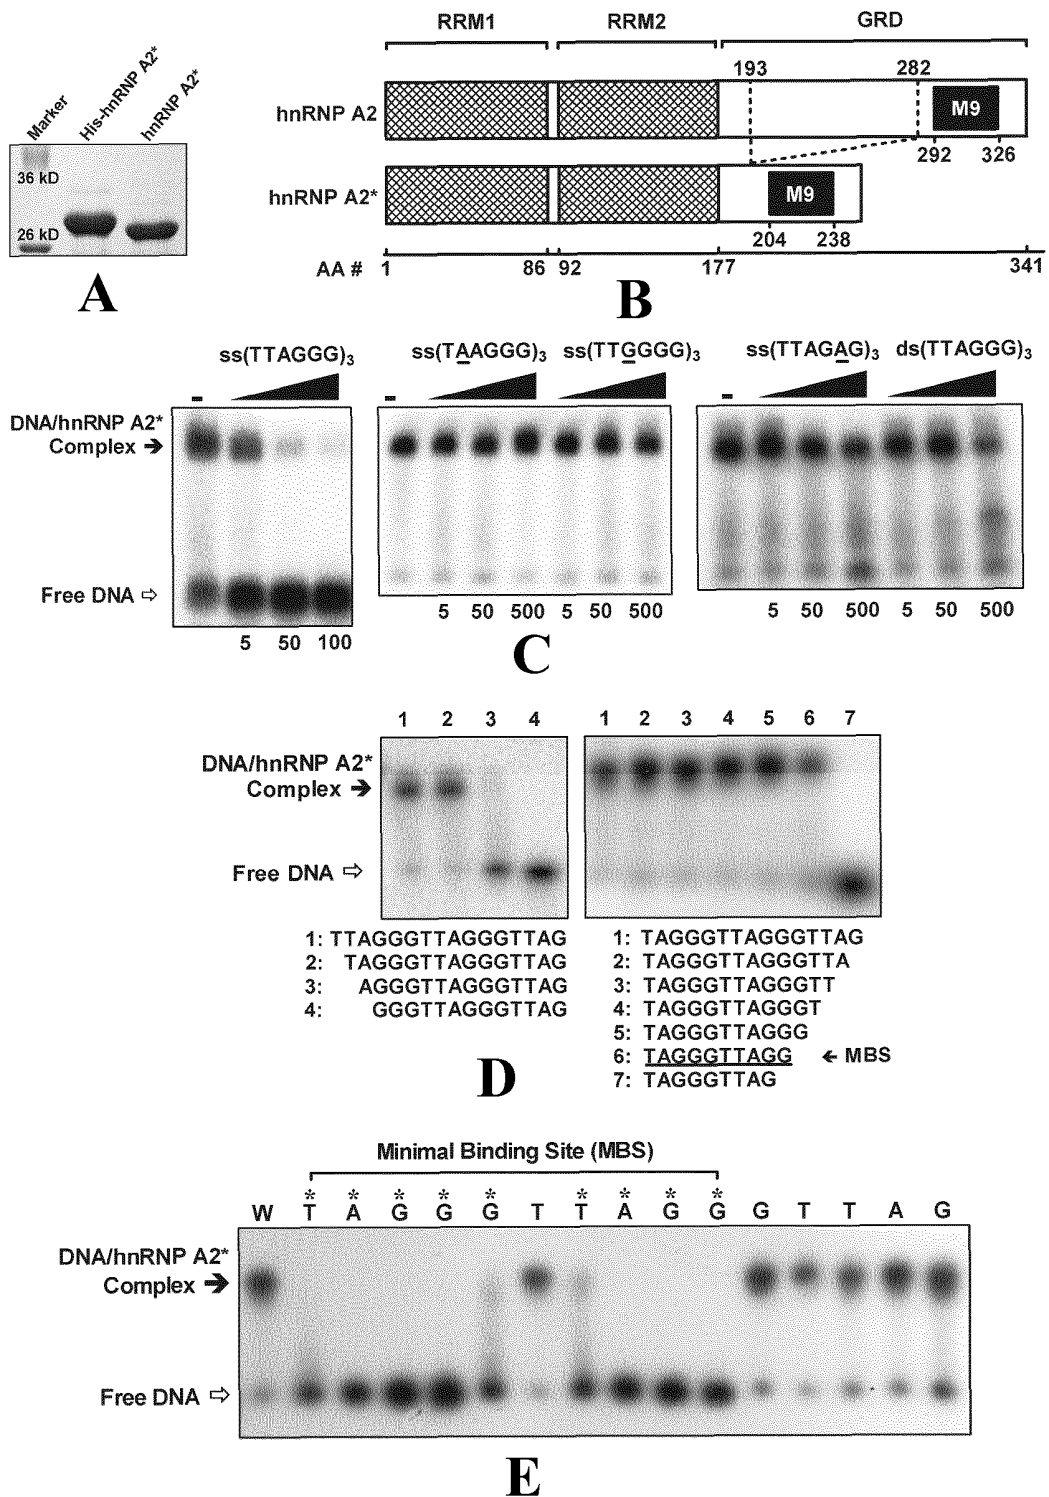 Marker
His-hnRNP A2*
hnRNP A2*
36 kD
26 kD
A
RRM1 RRM2 GRD
193 282
hnRNP A2 M9
292 326
hnRNP A2* M9
204 238
AA # 1 86 92 177 341
B
ss(TTAGGG)3 ss(TAAGGG)3 ss(TTGGGG)3 ss(TTAGAG)3 ds(TTAGGG)3
- - -
DNA/hnRNP A2*
Complex ➔
Free DNA ⇨
5 50 100
5 50 500 5 50 500
5 50 500 5 50 500
C
1 2 3 4 1 2 3 4 5 6 7
DNA/hnRNP A2*
Complex ➔
Free DNA ⇨
1: TTAGGGTTAGGGTTAG
2: TAGGGTTAGGGTTAG
3: AGGGTTAGGGTTAG
4: GGGTTAGGGTTAG
1: TAGGGTTAGGGTTAG
2: TAGGGTTAGGGTTA
3: TAGGGTTAGGGTT
4: TAGGGTTAGGGT
5: TAGGGTTAGGG
6: TAGGGTTAGG ← MBS
7: TAGGGTTAG
D
Minimal Binding Site (MBS)
* * * * * * * * *
W T A G G G T T A G G G T T A G
DNA/hnRNP A2*
Complex ➔
Free DNA ⇨
E